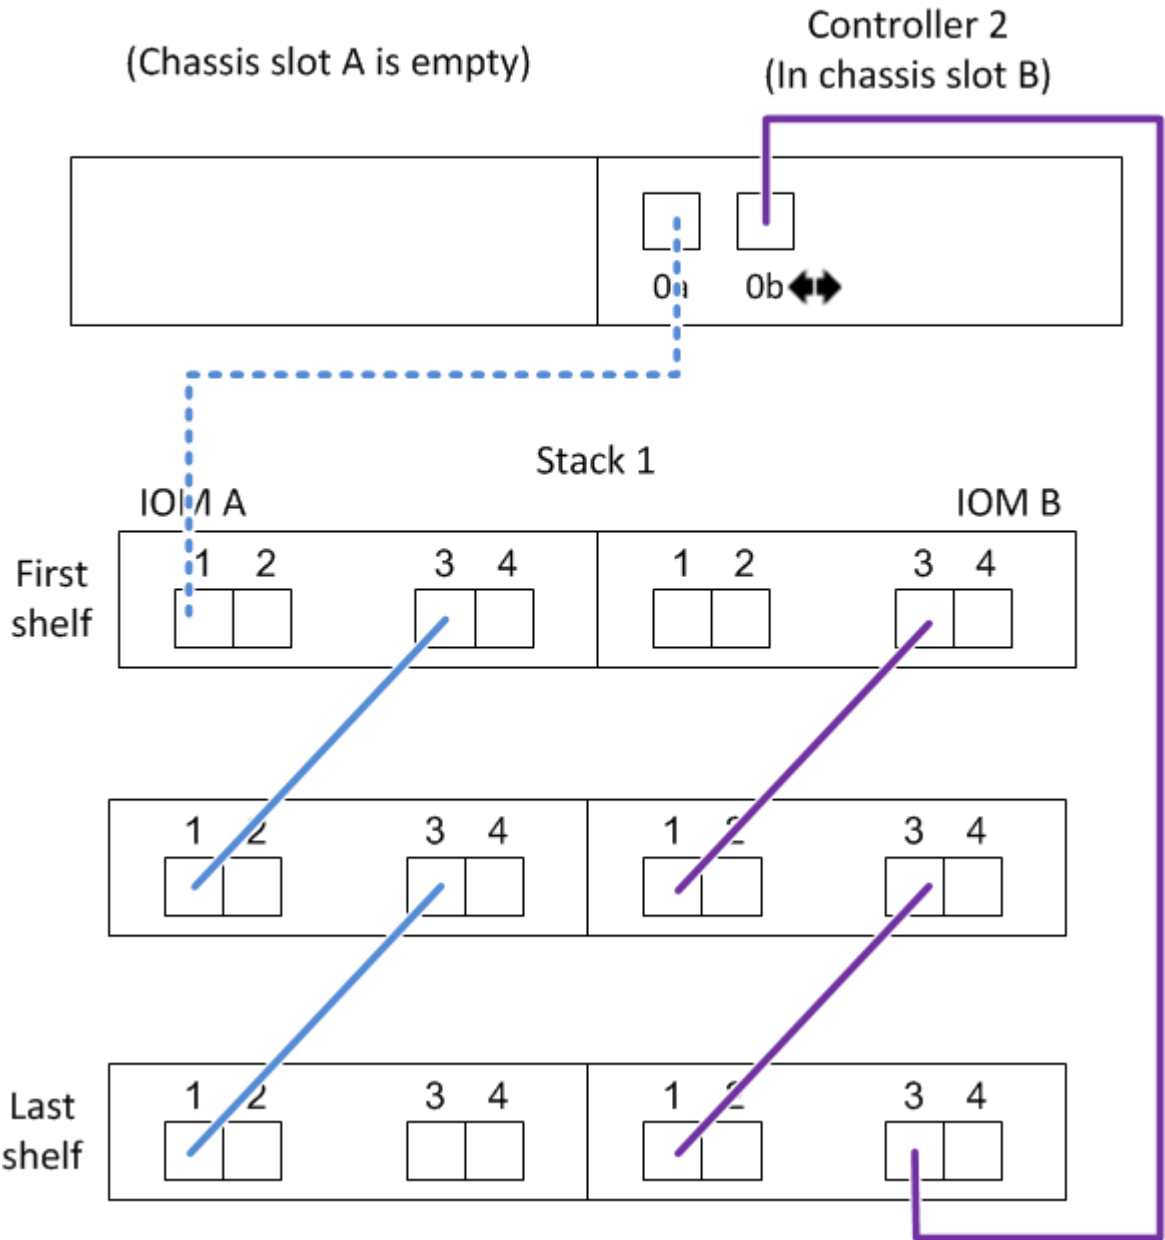 (Chassis slot A is empty)
Controller 2
(In chassis slot B)
0a 0b
Stack 1
IOM A IOM B
First
shelf
1 2 3 4 1 2 3 4
1 2 3 4 1 2 3 4
Last
shelf
1 2 3 4 1 2 3 4